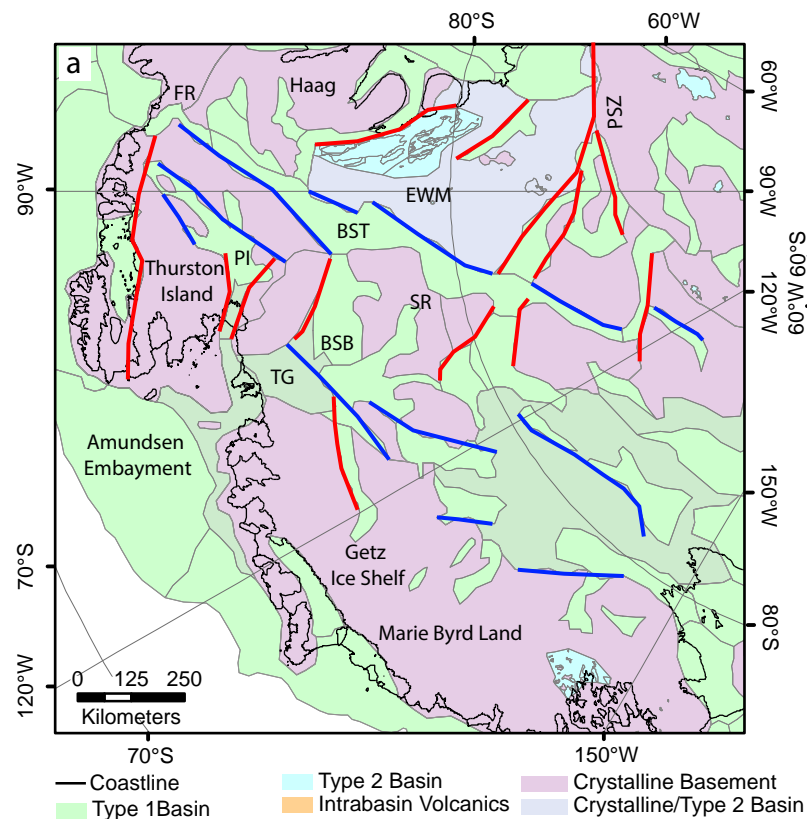 80°S
60°W
a
FR
Haag
60°W
PSZ
90°W
EWM
90°W
BST
60°W 60°S
PI
Thurston
Island
SR
120°W
BSB
TG
Amundsen
Embayment
150°W
Getz
Ice Shelf
70°S
Marie Byrd Land
80°S
0 125 250
Kilometers
120°W
70°S
150°W
Coastline
Type 2 Basin
Crystalline Basement
Type 1Basin
Intrabasin Volcanics
Crystalline/Type 2 Basin